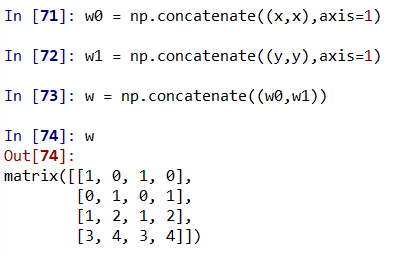 In [71]: w0 = np.concatenate((x,x),axis=1)
In [72]: w1 = np.concatenate((y,y),axis=1)
In [73]: w = np.concatenate((w0,w1))
In [74]: w
Out[74]:
matrix([[1, 0, 1, 0],
        [0, 1, 0, 1],
        [1, 2, 1, 2],
        [3, 4, 3, 4]])